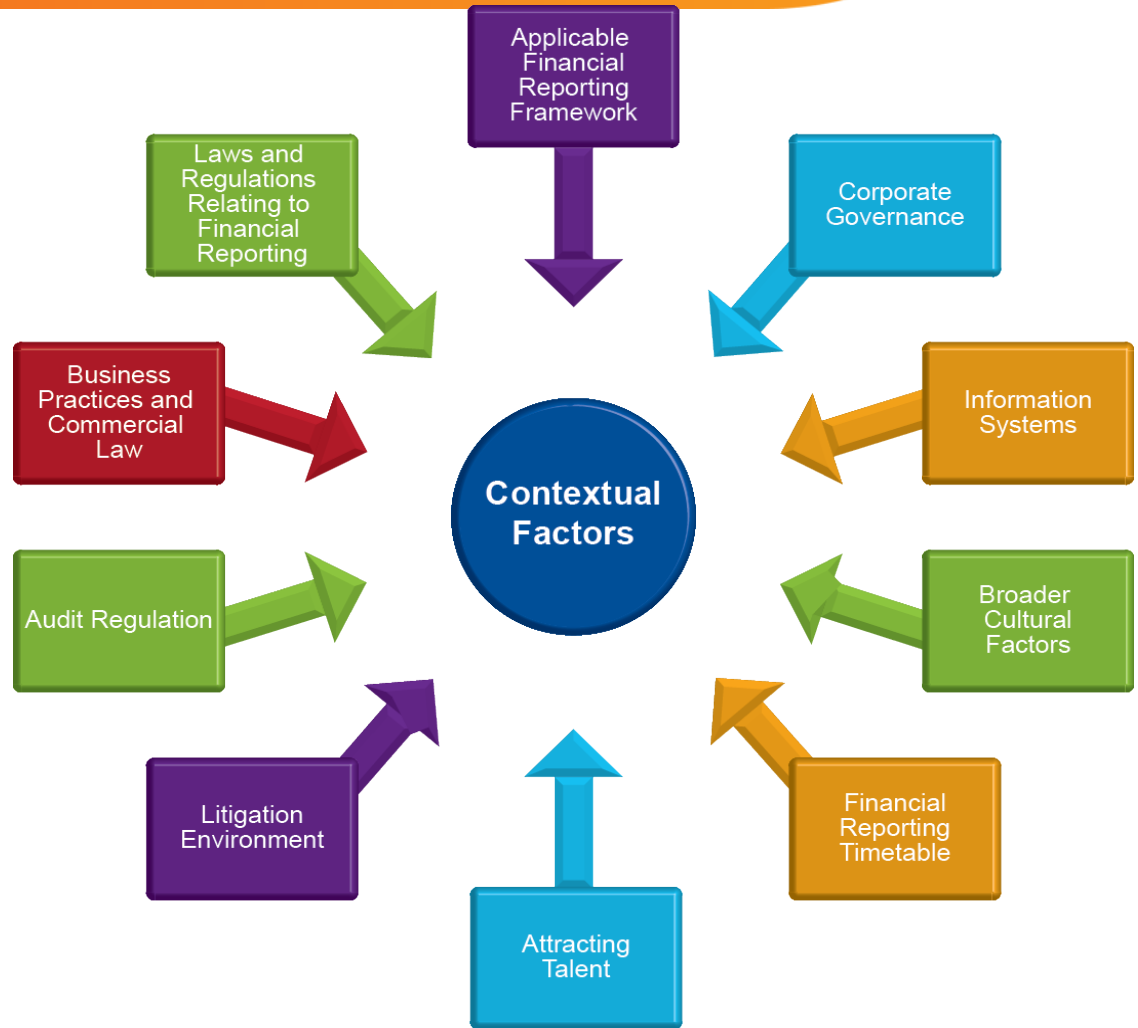 Applicable
Financial
Reporting
Framework
Laws and
Regulations
Relating to
Financial
Reporting
Corporate
Governance
Business
Practices and
Commercial
Law
Information
Systems
Contextual
Factors
Audit Regulation
Broader
Cultural
Factors
Litigation
Environment
Financial
Reporting
Timetable
Attracting
Talent